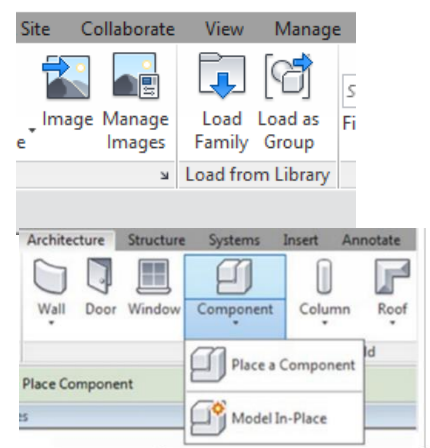 Site Collaborate View Manage
Image Manage Images Load Family Load as Group
Load from Library
Architecture Structure Systems Insert Annotate
Wall Door Window Component Column Roof
Place a Component
Place Component
Model In-Place